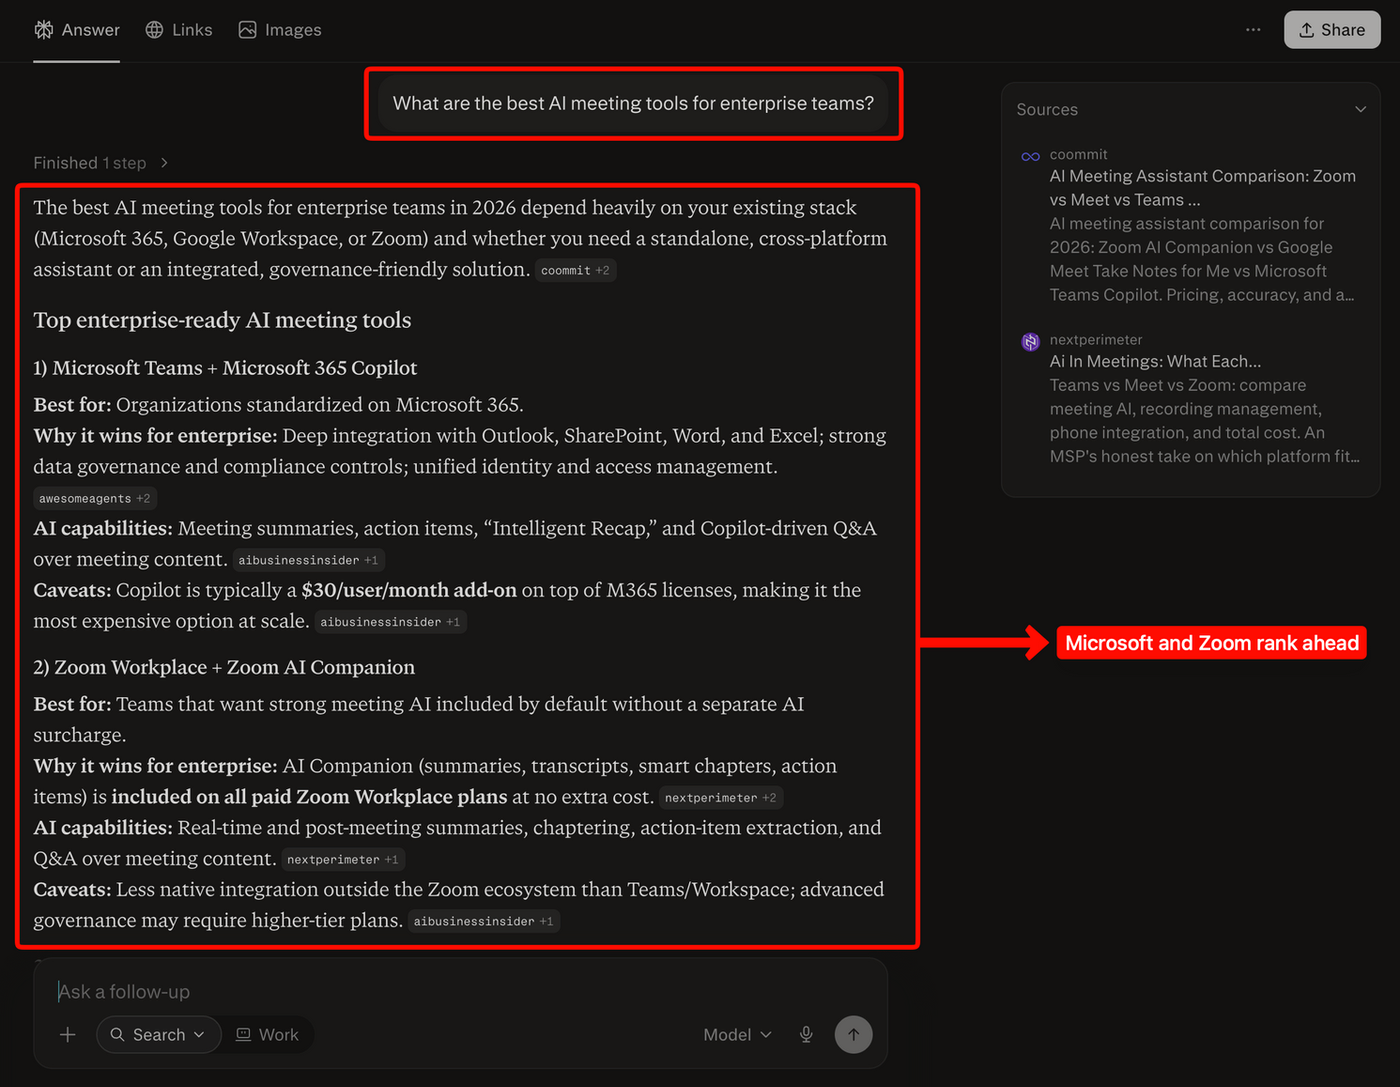 Answer
Links
Images
Share
What are the best AI meeting tools for enterprise teams?
Finished 1 step
The best AI meeting tools for enterprise teams in 2026 depend heavily on your existing stack
(Microsoft 365, Google Workspace, or Zoom) and whether you need a standalone, cross-platform
assistant or an integrated, governance-friendly solution. coommit +2
Top enterprise-ready AI meeting tools
1) Microsoft Teams + Microsoft 365 Copilot
Best for: Organizations standardized on Microsoft 365.
Why it wins for enterprise: Deep integration with Outlook, SharePoint, Word, and Excel; strong
data governance and compliance controls; unified identity and access management.
awesomeagents +2
AI capabilities: Meeting summaries, action items, “Intelligent Recap,” and Copilot-driven Q&A
over meeting content. aibusinessinsider +1
Caveats: Copilot is typically a $30/user/month add-on on top of M365 licenses, making it the
most expensive option at scale. aibusinessinsider +1
2) Zoom Workplace + Zoom AI Companion
Best for: Teams that want strong meeting AI included by default without a separate AI
surcharge.
Why it wins for enterprise: AI Companion (summaries, transcripts, smart chapters, action
items) is included on all paid Zoom Workplace plans at no extra cost. nextperimeter +2
AI capabilities: Real-time and post-meeting summaries, chaptering, action-item extraction, and
Q&A over meeting content. nextperimeter +1
Caveats: Less native integration outside the Zoom ecosystem than Teams/Workspace; advanced
governance may require higher-tier plans. aibusinessinsider +1
Ask a follow-up
Search
Work
Model
Sources
coommit
AI Meeting Assistant Comparison: Zoom
vs Meet vs Teams ...
AI meeting assistant comparison for
2026: Zoom AI Companion vs Google
Meet Take Notes for Me vs Microsoft
Teams Copilot. Pricing, accuracy, and a...
nextperimeter
Ai In Meetings: What Each...
Teams vs Meet vs Zoom: compare
meeting AI, recording management,
phone integration, and total cost. An
MSP's honest take on which platform fit...
Microsoft and Zoom rank ahead